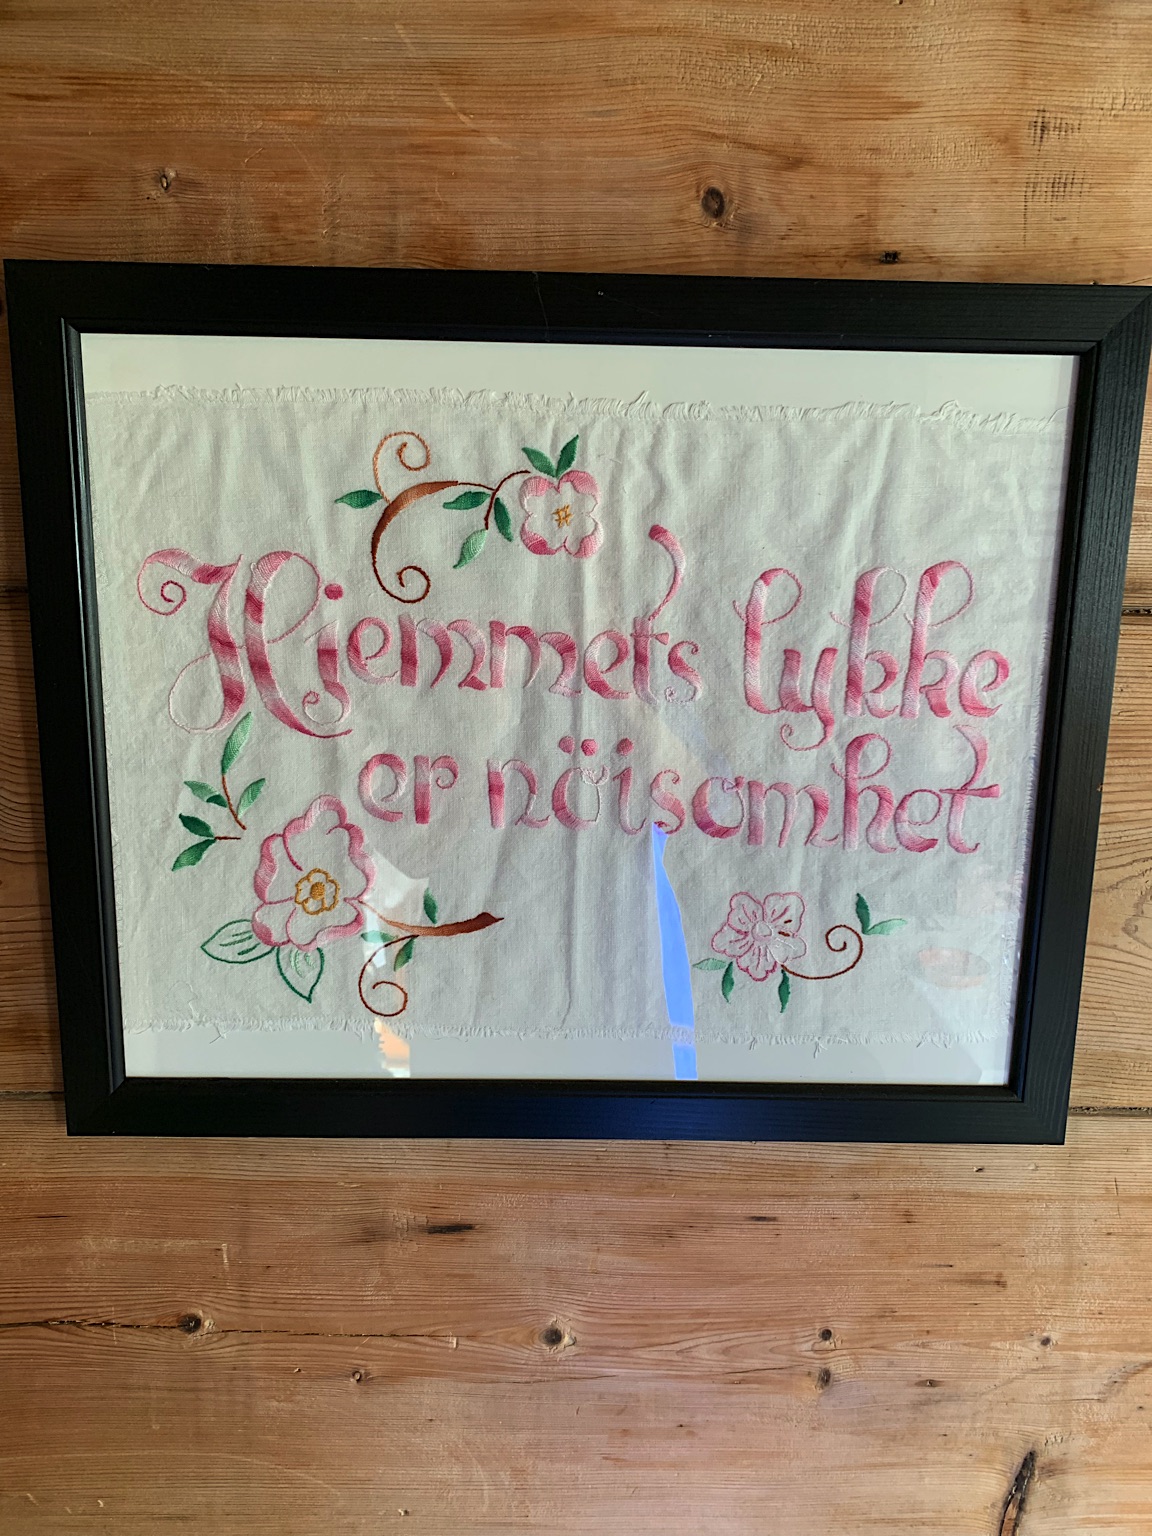 Hjemmets lykke
er nöisomhet